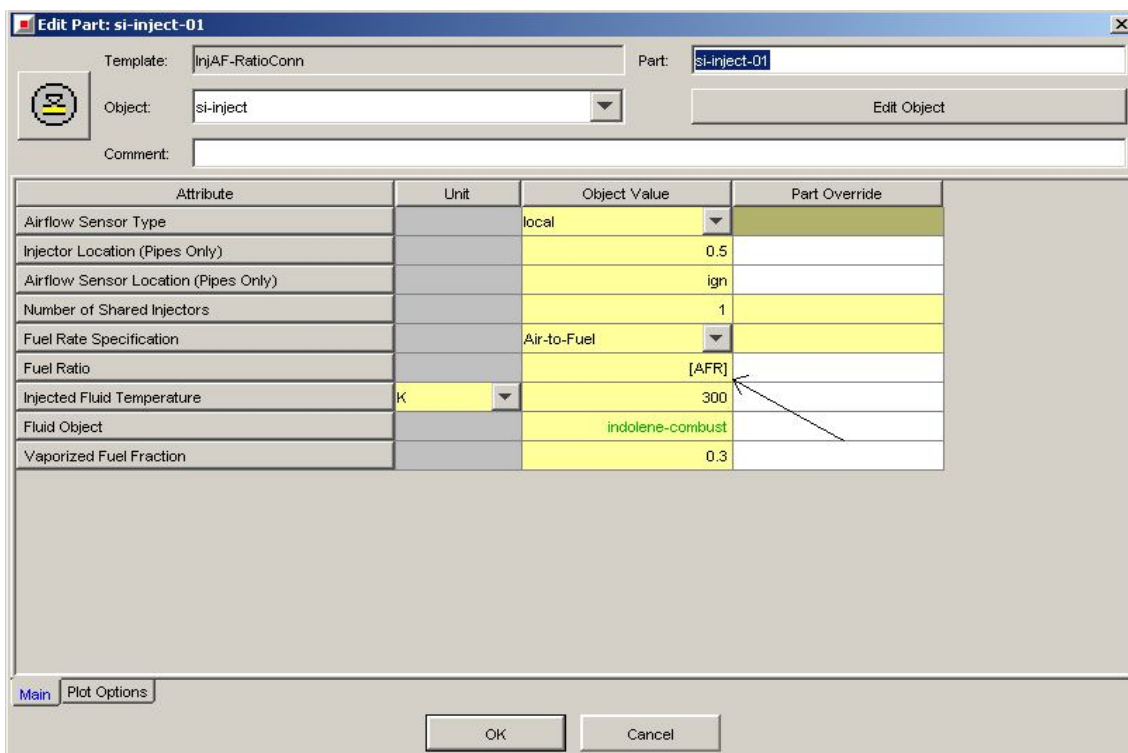 Edit Part: si-inject-01
Template: InjAF-RatioConn Part: si-inject-01
Object: si-inject Edit Object
Comment:
Attribute Unit Object Value Part Override
Airflow Sensor Type local
Injector Location (Pipes Only) 0.5
Airflow Sensor Location (Pipes Only) ign
Number of Shared Injectors 1
Fuel Rate Specification Air-to-Fuel
Fuel Ratio [AFR]
Injected Fluid Temperature K 300
Fluid Object indolene-combust
Vaporized Fuel Fraction 0.3
Main Plot Options
OK Cancel